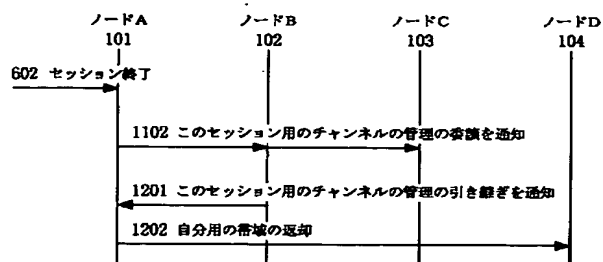 ノードA ノードB ノードC ノードD
101 102 103 104
602 セッション終了
1102 このセッション用のチャンネルの管理の委譲を通知
1201 このセッション用のチャンネルの管理の引き継ぎを通知
1202 自分用の帯域の返却